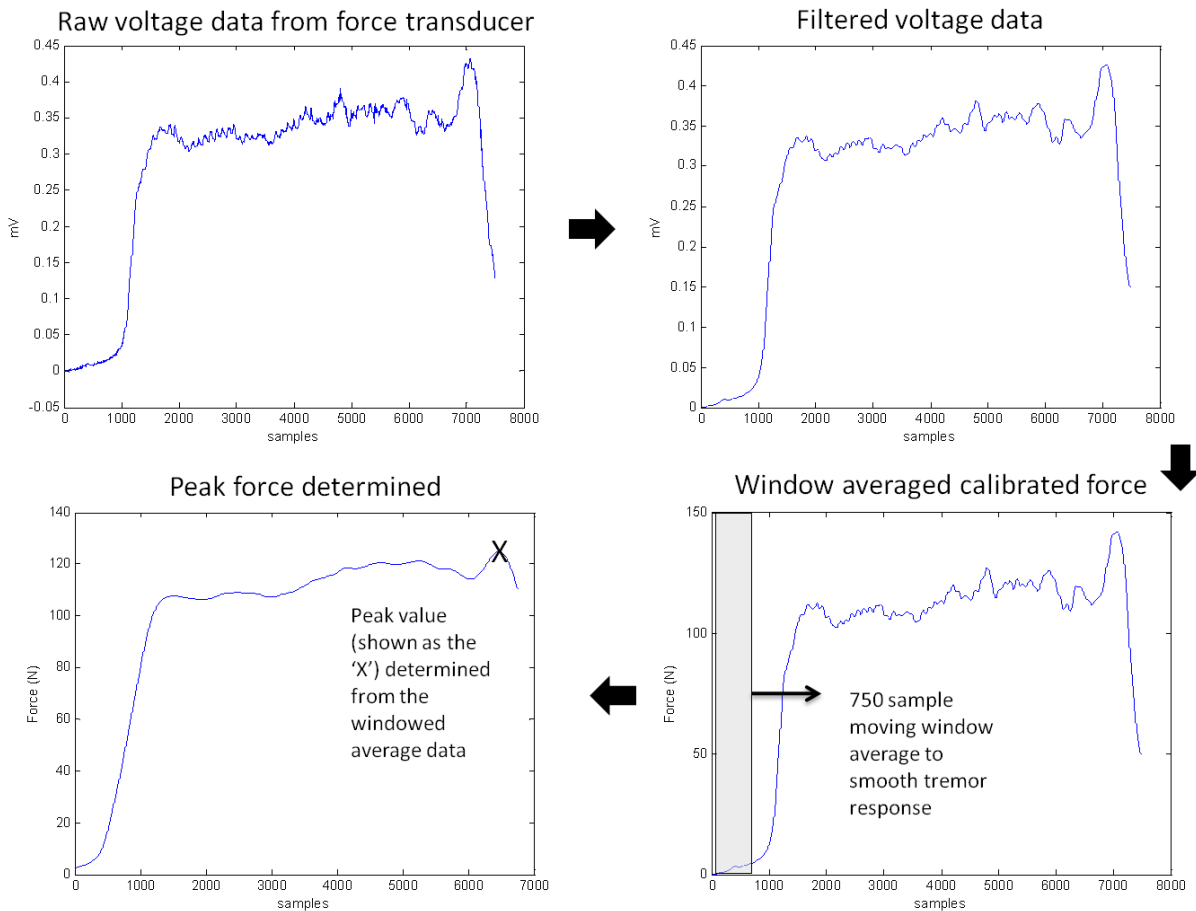 Raw voltage data from force transducer
0.45
0.4
0.35
0.3
0.25
0.2
0.15
0.1
0.05
0
-0.05
mV
0 1000 2000 3000 4000 5000 6000 7000 8000
samples
Filtered voltage data
0.45
0.4
0.35
0.3
0.25
0.2
0.15
0.1
0.05
0
mV
0 1000 2000 3000 4000 5000 6000 7000 8000
samples
Peak force determined
140
120
100
80
60
40
20
0
Force (N)
X
Peak value
(shown as the
‘X’) determined
from the
windowed
average data
0 1000 2000 3000 4000 5000 6000 7000
samples
Window averaged calibrated force
150
100
50
0
Force (N)
750 sample
moving window
average to
smooth tremor
response
0 1000 2000 3000 4000 5000 6000 7000 8000
samples